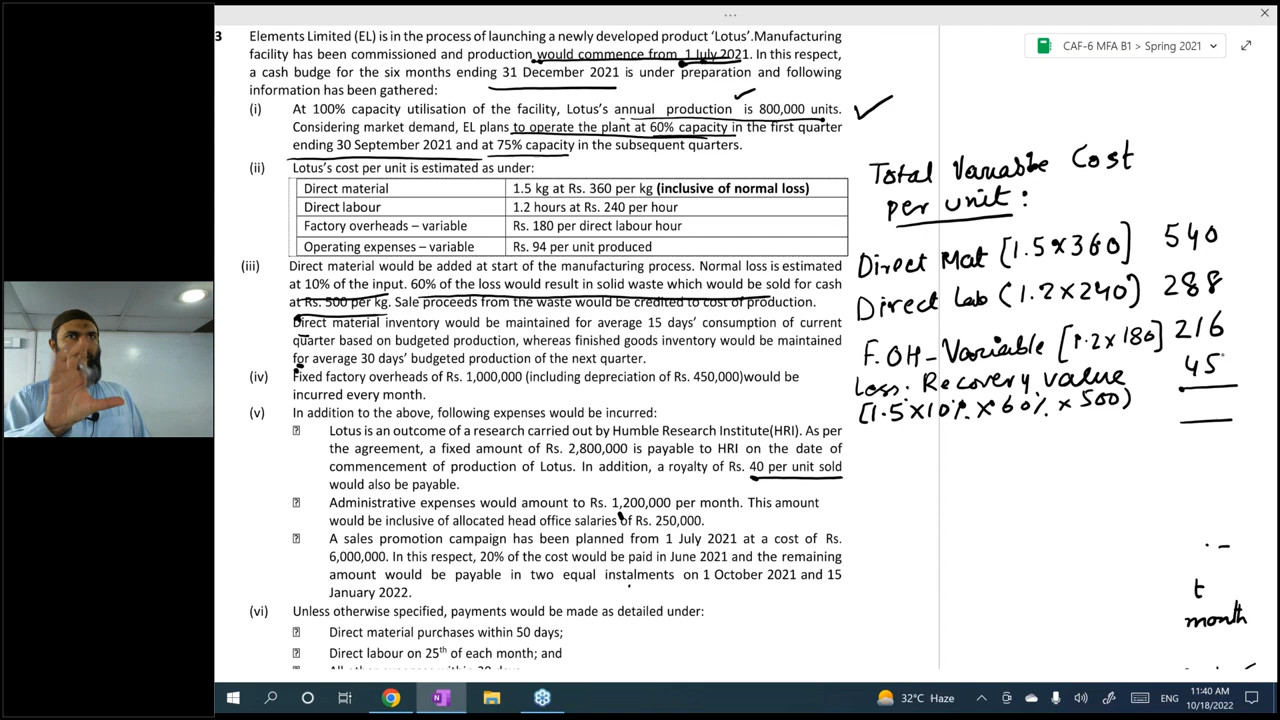 CAF-6 MFA B1 > Spring 2021
3 Elements Limited (EL) is in the process of launching a newly developed product ‘Lotus’.Manufacturing
facility has been commissioned and production would commence from 1 July 2021. In this respect,
a cash budget for the six months ending 31 December 2021 is under preparation and following
information has been gathered:
(i) At 100% capacity utilisation of the facility, Lotus’s annual production is 800,000 units.
Considering market demand, EL plans to operate the plant at 60% capacity in the first quarter
ending 30 September 2021 and at 75% capacity in the subsequent quarters.
(ii) Lotus’s cost per unit is estimated as under:
Direct material 1.5 kg at Rs. 360 per kg (inclusive of normal loss)
Direct labour 1.2 hours at Rs. 240 per hour
Factory overheads – variable Rs. 180 per direct labour hour
Operating expenses – variable Rs. 94 per unit produced
(iii) Direct material would be added at start of the manufacturing process. Normal loss is estimated
at 10% of the input. 60% of the loss would result in solid waste which would be sold for cash
at Rs. 500 per kg. Sale proceeds from the waste would be credited to cost of production.
Direct material inventory would be maintained for average 15 days’ consumption of current
quarter based on budgeted production, whereas finished goods inventory would be maintained
for average 30 days’ budgeted production of the next quarter.
(iv) Fixed factory overheads of Rs. 1,000,000 (including depreciation of Rs. 450,000)would be
incurred every month.
(v) In addition to the above, following expenses would be incurred:
Lotus is an outcome of a research carried out by Humble Research Institute(HRI). As per
the agreement, a fixed amount of Rs. 2,800,000 is payable to HRI on the date of
commencement of production of Lotus. In addition, a royalty of Rs. 40 per unit sold
would also be payable.
Administrative expenses would amount to Rs. 1,200,000 per month. This amount
would be inclusive of allocated head office salaries of Rs. 250,000.
A sales promotion campaign has been planned from 1 July 2021 at a cost of Rs.
6,000,000. In this respect, 20% of the cost would be paid in June 2021 and the remaining
amount would be payable in two equal instalments on 1 October 2021 and 15
January 2022.
(vi) Unless otherwise specified, payments would be made as detailed under:
Direct material purchases within 50 days;
Direct labour on 25th of each month; and
Total Variable Cost
per unit :
Direct Mat [1.5×360] 540
Direct Lab (1.2×240) 288
F.OH-Variable [1.2×180] 216
Loss. Recovery value 45
(1.5×10%×60%×500)
t
month
32°C Haze
ENG
11:40 AM
10/18/2022